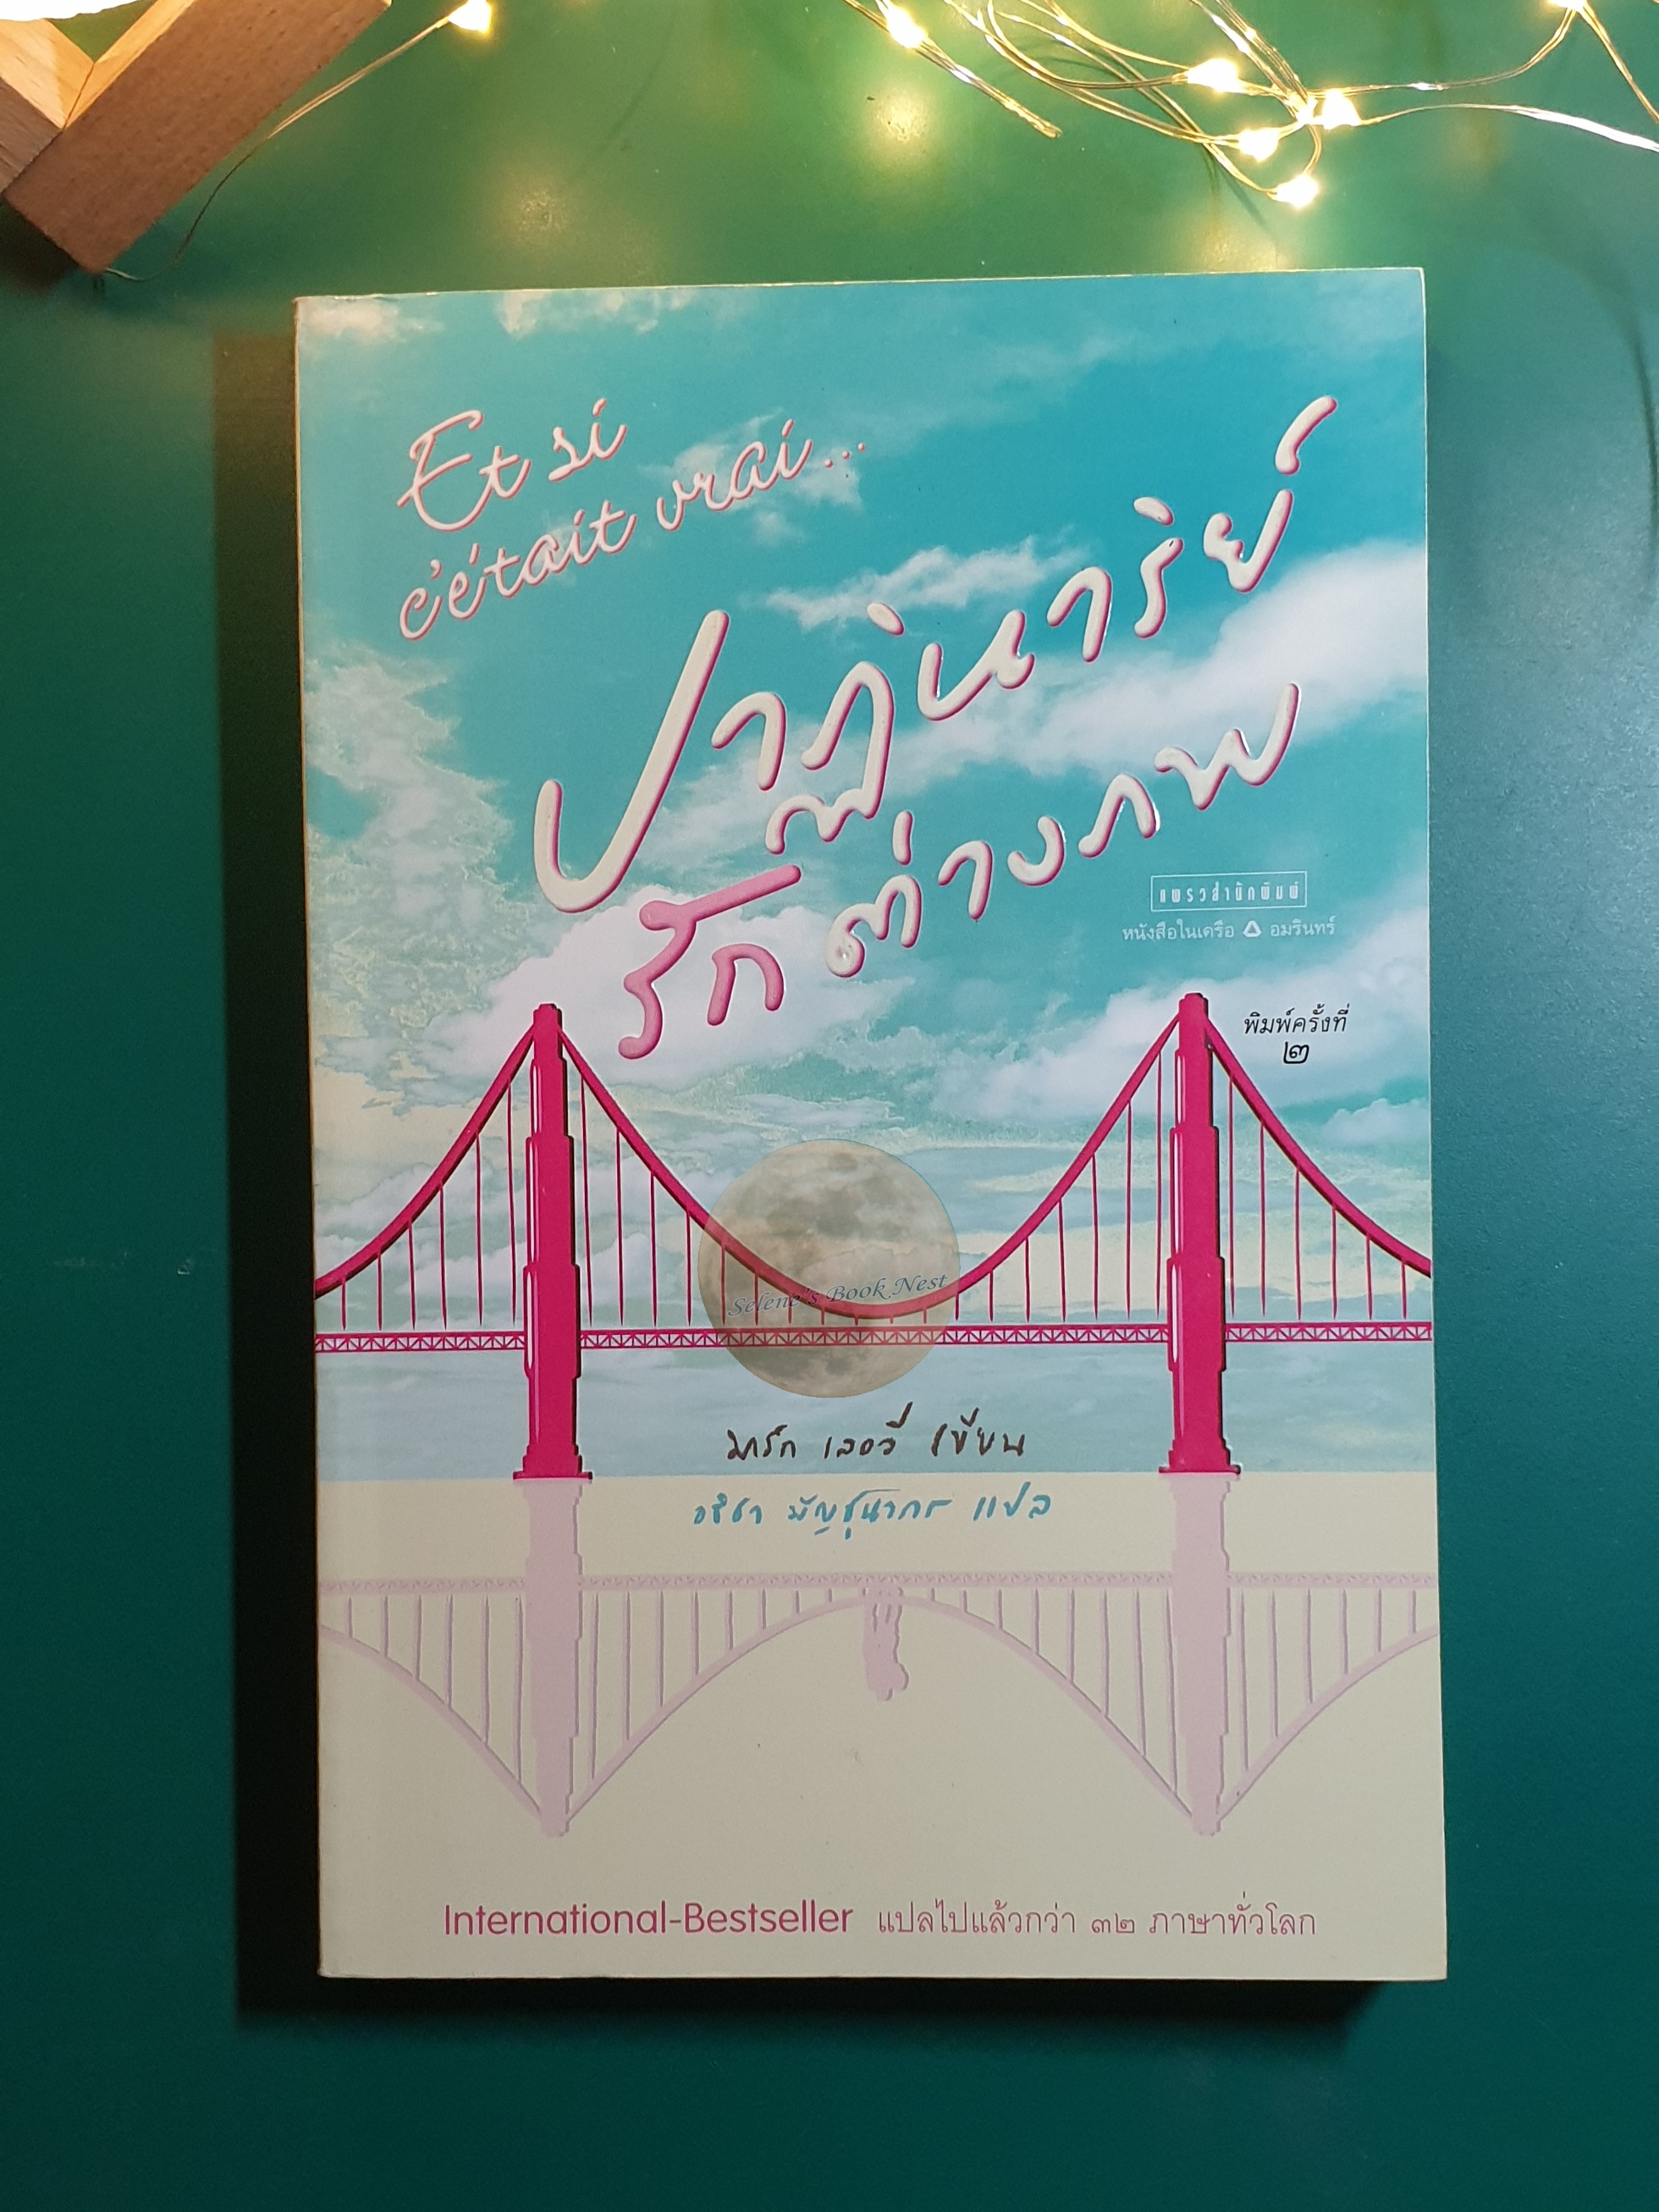 Et si
c'était vrai...
ปาฏิหาริย์
รักต่างภพ
แพรวสำนักพิมพ์
หนังสือในเครือ อมรินทร์
พิมพ์ครั้งที่
๒
Selene's Book Nest
มาร์ก เลอวี เขียน
อธิชา มัญชุนากร แปล
International-Bestseller แปลไปแล้วกว่า ๓๒ ภาษาทั่วโลก